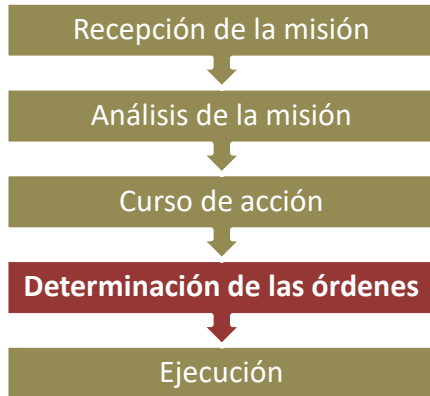 Recepción de la misión
Análisis de la misión
Curso de acción
Determinación de las órdenes
Ejecución